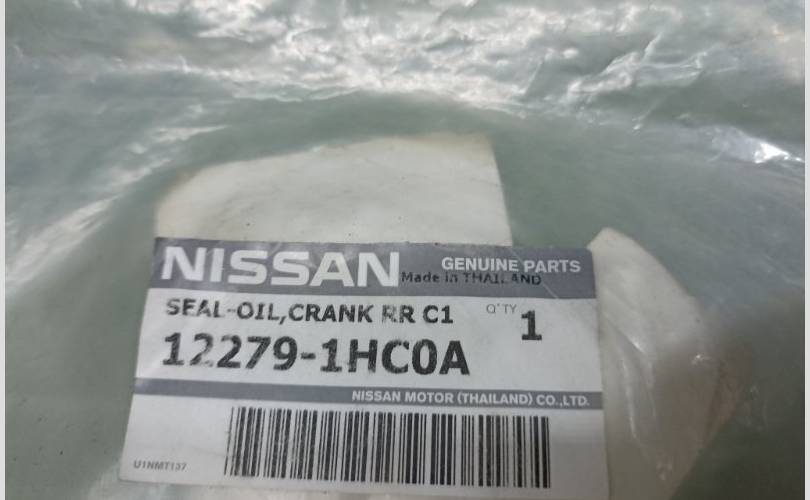 NISSAN GENUINE PARTS
Made in THAILAND
SEAL-OIL,CRANK RR C1 Q'TY 1
12279-1HC0A
NISSAN MOTOR (THAILAND) CO.,LTD.
U1NMT137